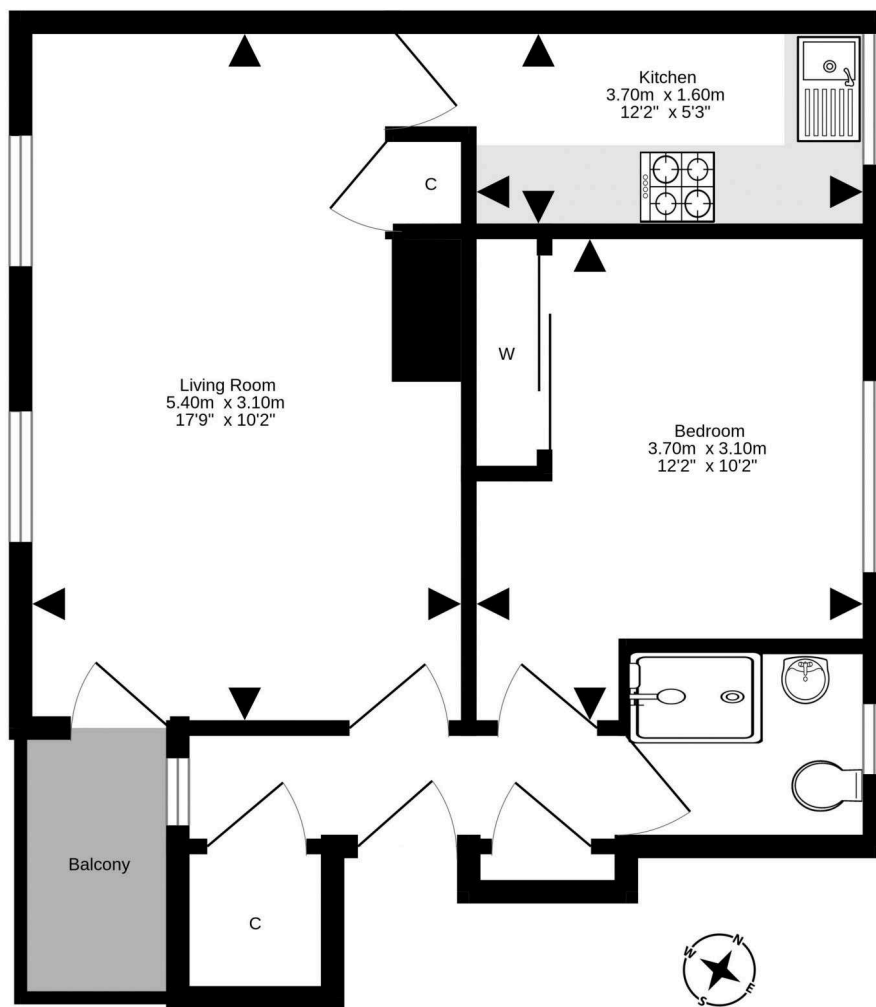 Kitchen
3.70m x 1.60m
12'2" x 5'3"
C
W
Living Room
5.40m x 3.10m
17'9" x 10'2"
Bedroom
3.70m x 3.10m
12'2" x 10'2"
Balcony
C
N
W
E
S